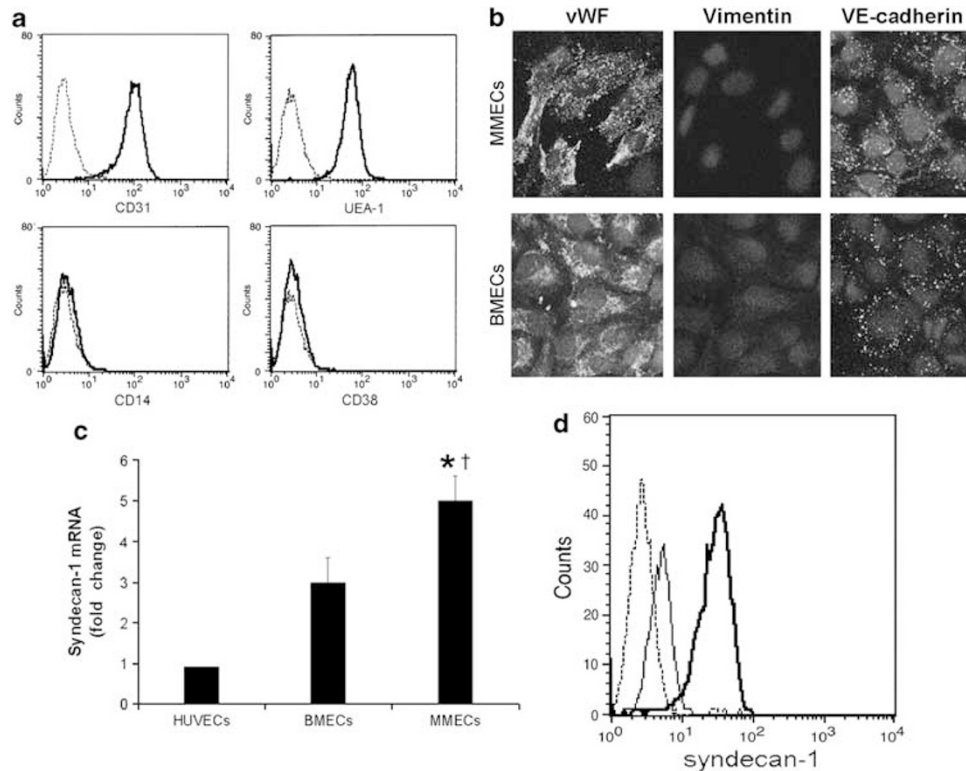 a
80
Counts
0
10⁰ 10¹ 10² 10³ 10⁴
CD31
80
Counts
0
10⁰ 10¹ 10² 10³ 10⁴
UEA-1
80
Counts
0
10⁰ 10¹ 10² 10³ 10⁴
CD14
80
Counts
0
10⁰ 10¹ 10² 10³ 10⁴
CD38
b
vWF Vimentin VE-cadherin
MMECs
BMECs
c
Syndecan-1 mRNA
(fold change)
6
5
4
3
2
1
0
* †
HUVECs BMECs MMECs
d
Counts
60
50
40
30
20
10
0
10⁰ 10¹ 10² 10³ 10⁴
syndecan-1